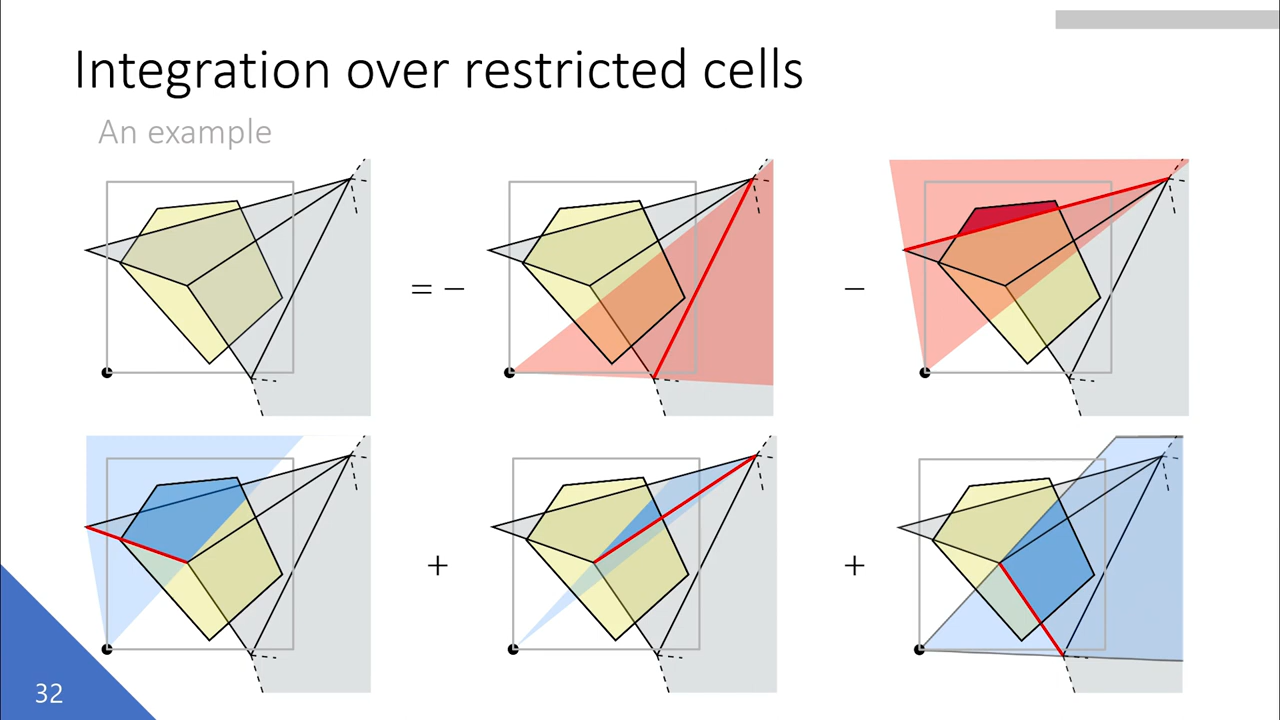 Integration over restricted cells
An example
= − −
+ +
32